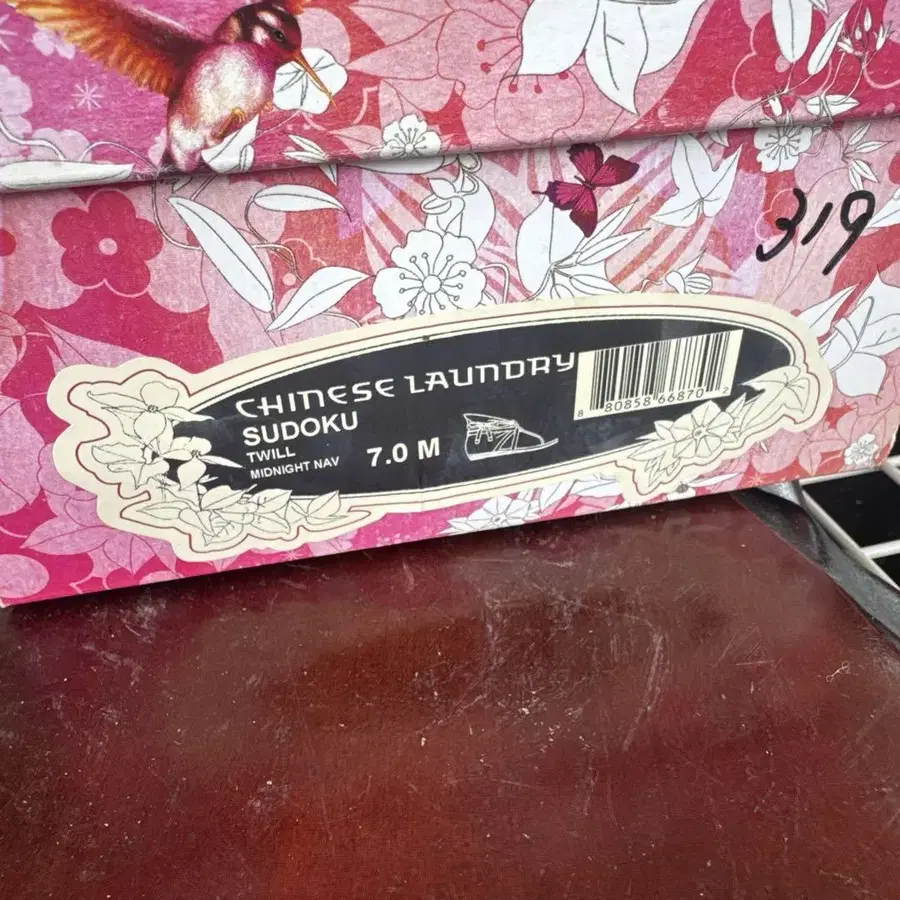 319
CHINESE LAUNDRY
SUDOKU
TWILL
MIDNIGHT NAV
7.0 M
8 80858 66870 2